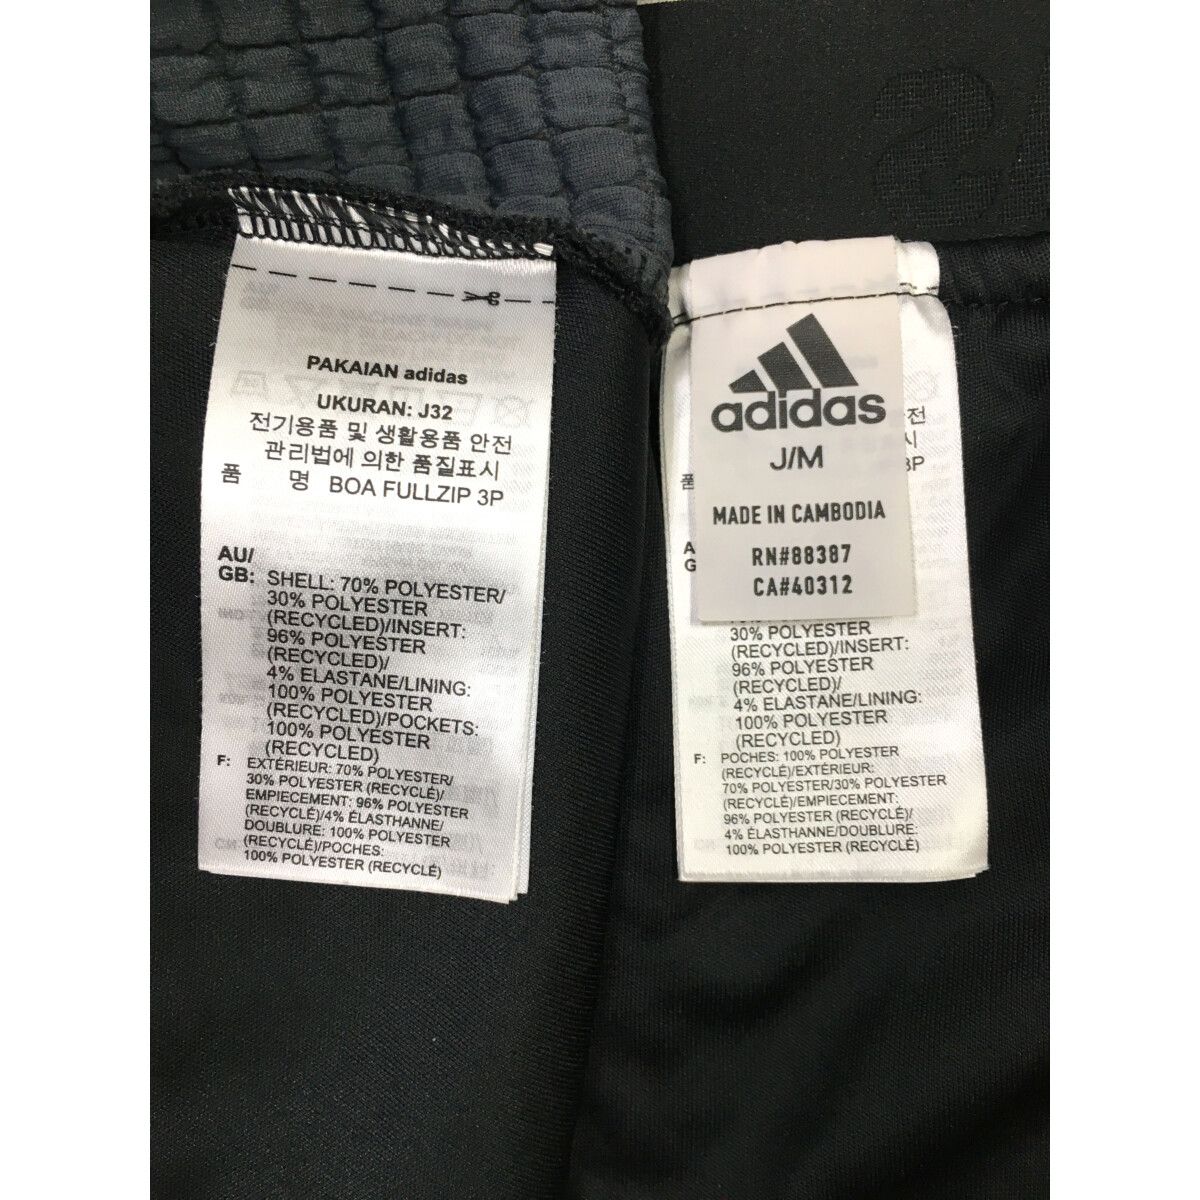 PAKAIAN adidas
UKURAN: J32
전기용품 및 생활용품 안전
관리법에 의한 품질표시
품 명 BOA FULLZIP 3P
AU/
GB: SHELL: 70% POLYESTER/
30% POLYESTER
(RECYCLED)/INSERT:
96% POLYESTER
(RECYCLED)/
4% ELASTANE/LINING:
100% POLYESTER
(RECYCLED)/POCKETS:
100% POLYESTER
(RECYCLED)
F: EXTÉRIEUR: 70% POLYESTER/
30% POLYESTER (RECYCLÉ)/
EMPIECEMENT: 96% POLYESTER
(RECYCLÉ)/4% ÉLASTHANNE/
DOUBLURE: 100% POLYESTER
(RECYCLÉ)/POCHES:
100% POLYESTER (RECYCLÉ)
adidas
J/M
MADE IN CAMBODIA
RN#88387
CA#40312
전
시
품 3P
A
G
30% POLYESTER
(RECYCLED)/INSERT:
96% POLYESTER
(RECYCLED)/
4% ELASTANE/LINING:
100% POLYESTER
(RECYCLED)
F: POCHES: 100% POLYESTER
(RECYCLÉ)/EXTÉRIEUR:
70% POLYESTER/30% POLYESTER
(RECYCLÉ)/EMPIECEMENT:
96% POLYESTER (RECYCLÉ)/
4% ÉLASTHANNE/DOUBLURE:
100% POLYESTER (RECYCLÉ)